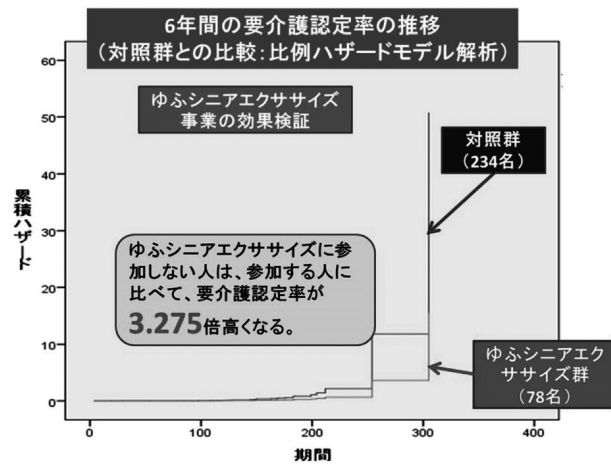 6年間の要介護認定率の推移
（対照群との比較：比例ハザードモデル解析）
60
50
40
30
20
10
0
累積ハザード
ゆふシニアエクササイズ
事業の効果検証
対照群
（234名）
ゆふシニアエクササイズに参
加しない人は、参加する人に
比べて、要介護認定率が
3.275倍高くなる。
ゆふシニアエク
ササイズ群
（78名）
0
100
200
300
400
期間